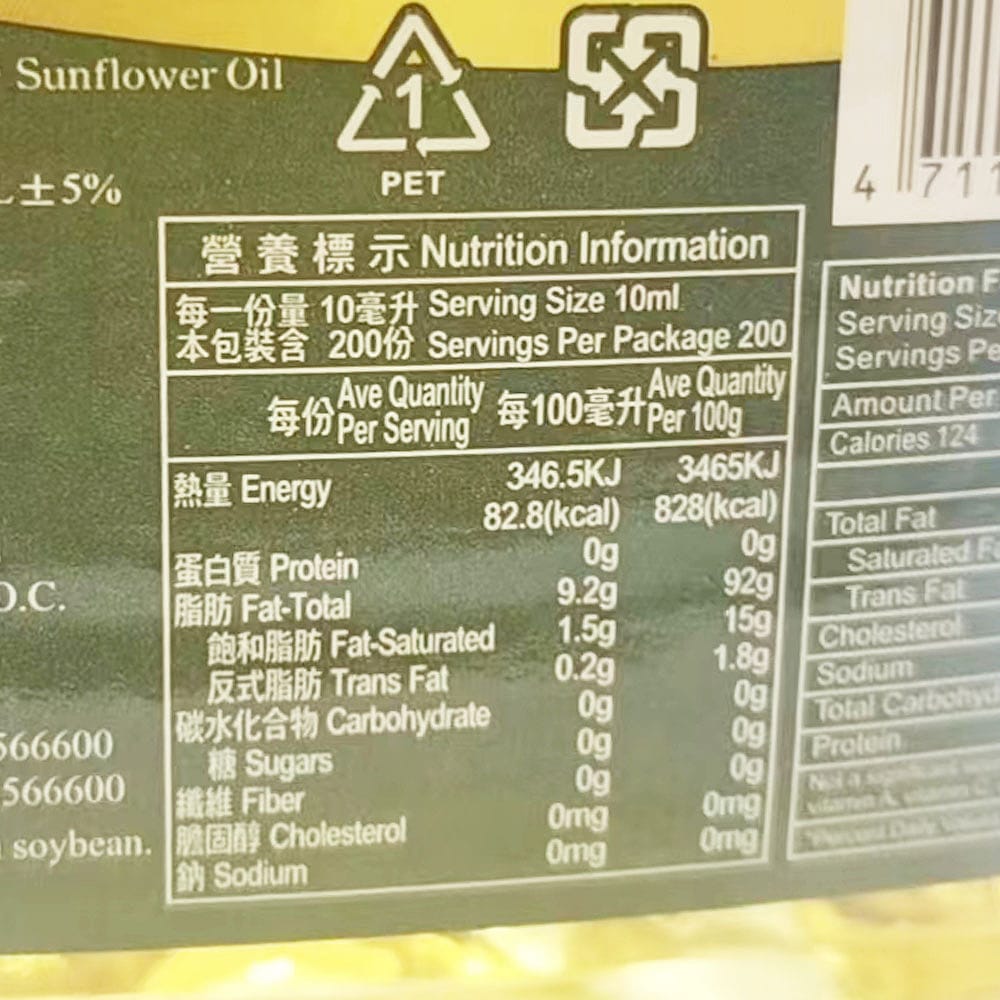 Sunflower Oil
1
PET
±5%
4 711
營養標示 Nutrition Information
每一份量 10毫升 Serving Size 10ml
本包裝含 200份 Servings Per Package 200
每份 Ave Quantity Per Serving 每100毫升 Ave Quantity Per 100g
熱量 Energy 346.5KJ 3465KJ
82.8(kcal) 828(kcal)
蛋白質 Protein 0g 0g
脂肪 Fat-Total 9.2g 92g
飽和脂肪 Fat-Saturated 1.5g 15g
反式脂肪 Trans Fat 0.2g 1.8g
碳水化合物 Carbohydrate 0g 0g
糖 Sugars 0g 0g
纖維 Fiber 0g 0g
膽固醇 Cholesterol 0mg 0mg
鈉 Sodium 0mg 0mg
O.C.
566600
566600
soybean.
Nutrition F
Serving Siz
Servings Pe
Amount Per
Calories 124
Total Fat
Saturated F
Trans Fat
Cholesterol
Sodium
Total Carbohyd
Protein